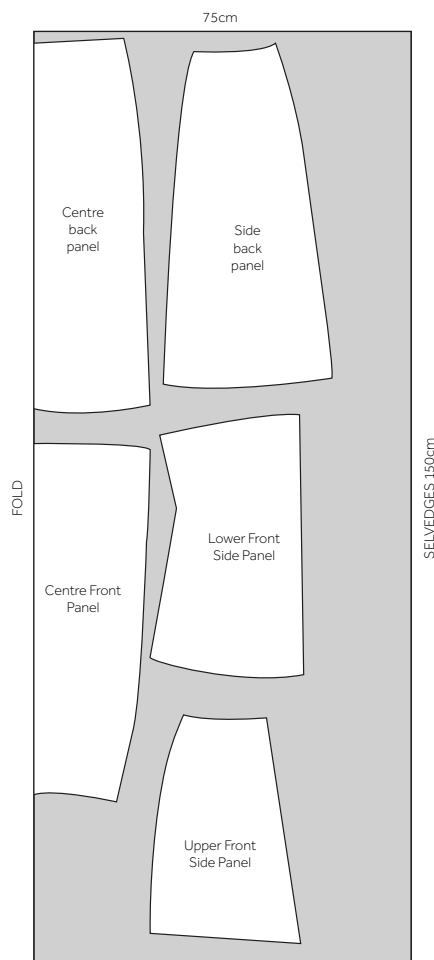 75cm
Centre
back
panel
Side
back
panel
FOLD
SELVEDGES 150cm
Lower Front
Side Panel
Centre Front
Panel
Upper Front
Side Panel